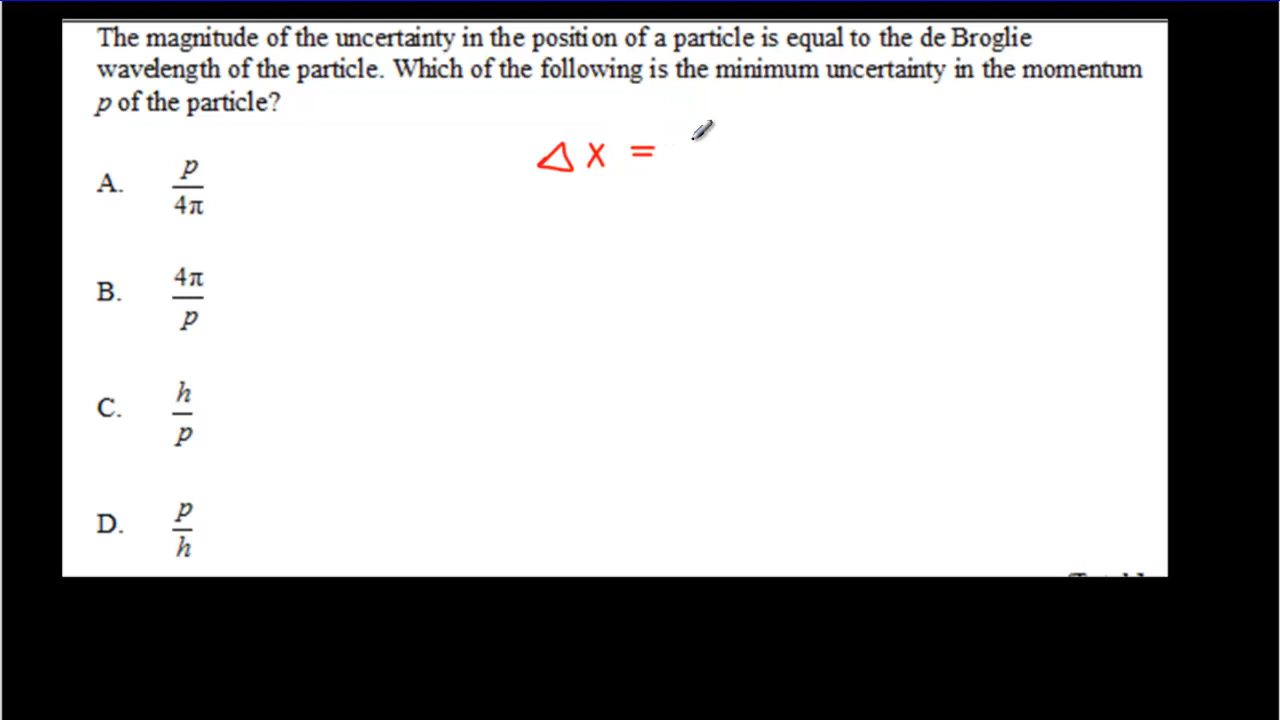 The magnitude of the uncertainty in the position of a particle is equal to the de Broglie
wavelength of the particle. Which of the following is the minimum uncertainty in the momentum
p of the particle?
Δ x =
A. p
4π
B. 4π
p
C. h
p
D. p
h